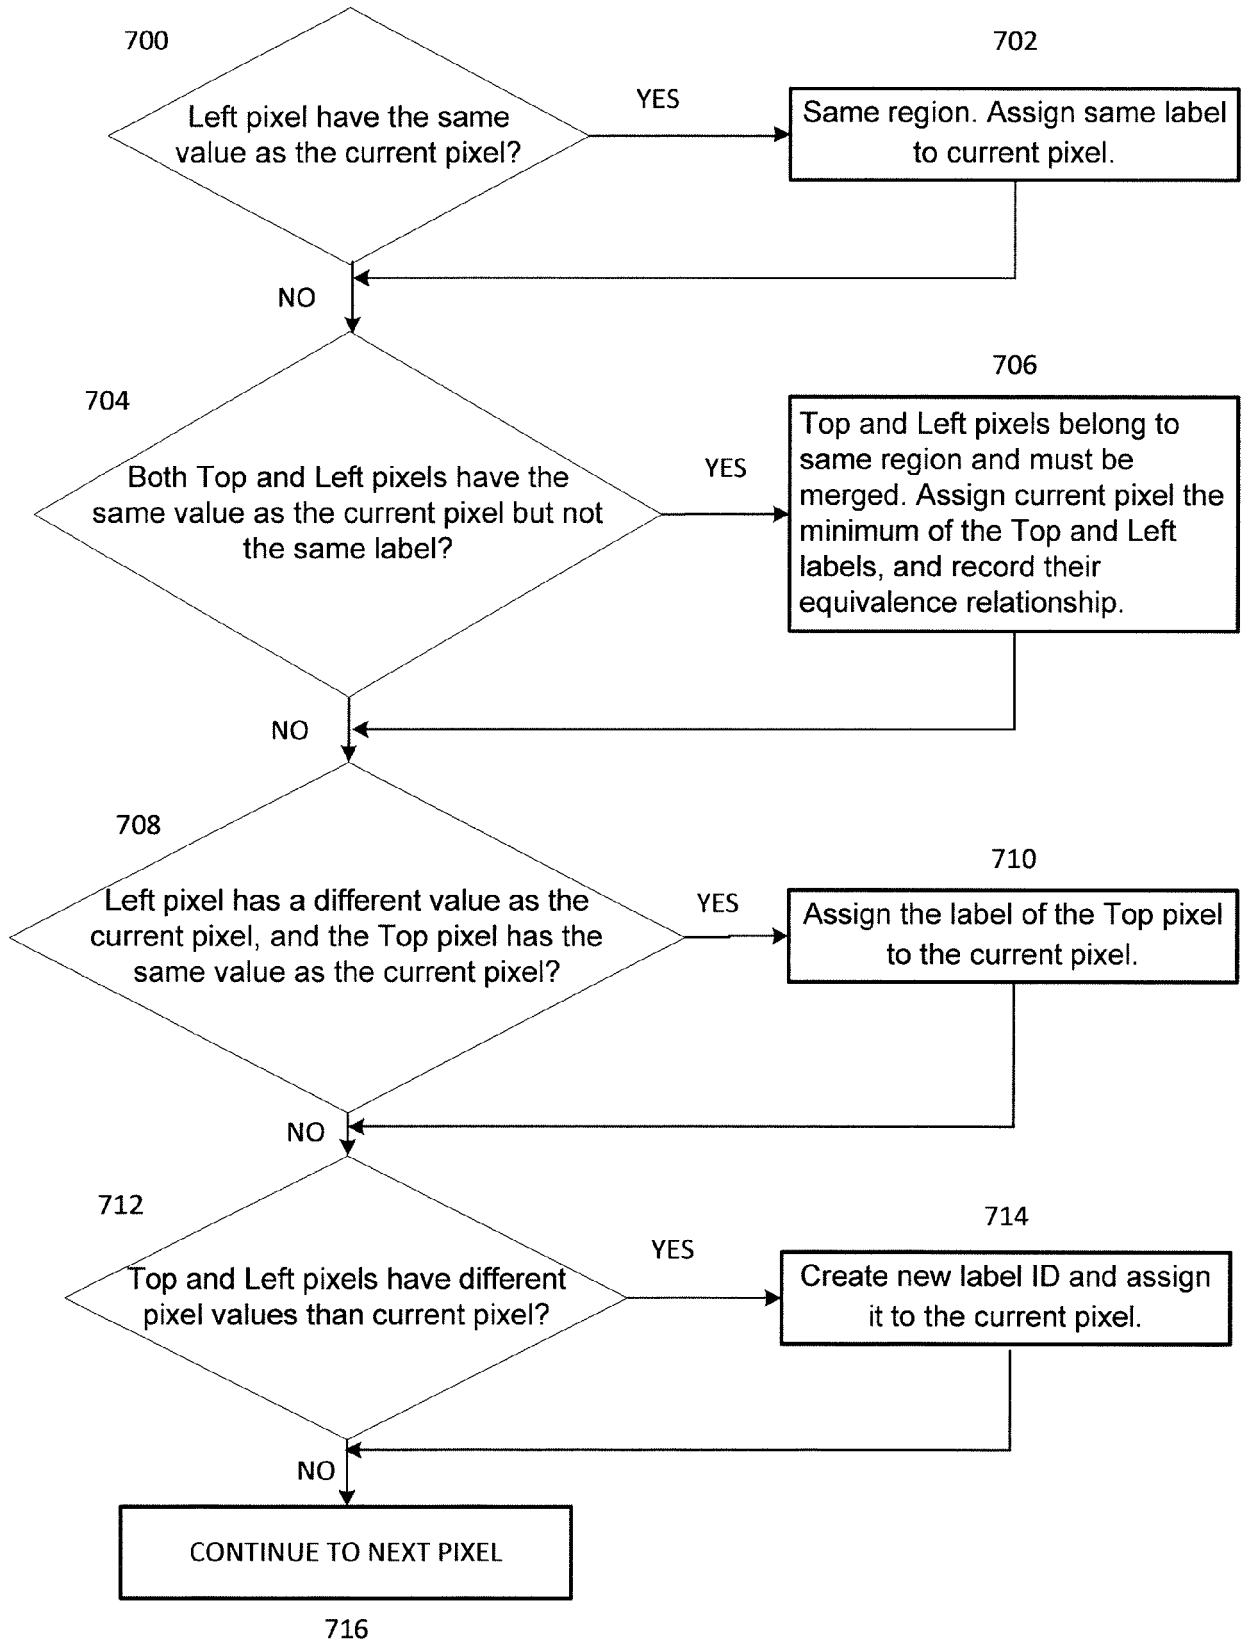 700
702
Left pixel have the same
value as the current pixel?
YES
Same region. Assign same label
to current pixel.
NO
704
706
Both Top and Left pixels have the
same value as the current pixel but not
the same label?
YES
Top and Left pixels belong to
same region and must be
merged. Assign current pixel the
minimum of the Top and Left
labels, and record their
equivalence relationship.
NO
708
710
Left pixel has a different value as the
current pixel, and the Top pixel has the
same value as the current pixel?
YES
Assign the label of the Top pixel
to the current pixel.
NO
712
714
Top and Left pixels have different
pixel values than current pixel?
YES
Create new label ID and assign
it to the current pixel.
NO
CONTINUE TO NEXT PIXEL
716